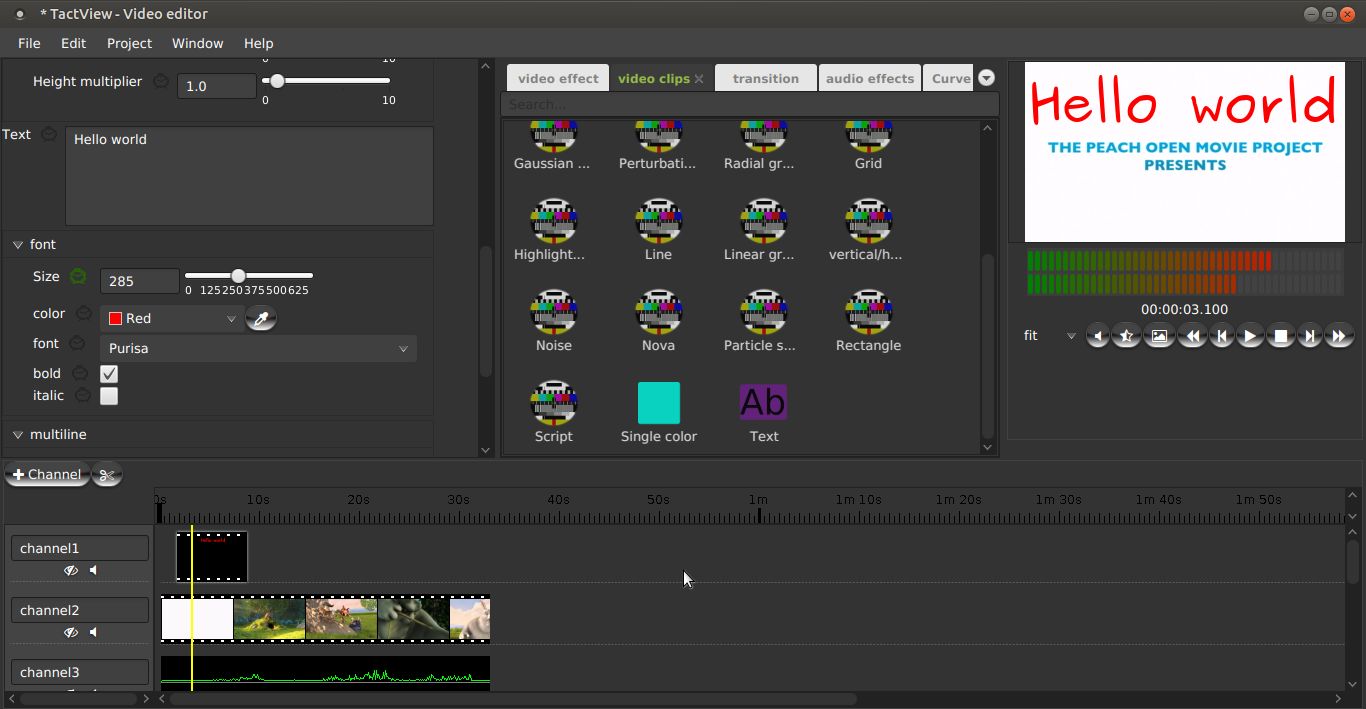 * TactView - Video editor
File Edit Project Window Help
0 10
Height multiplier 1.0
0 10
Text Hello world
font
Size 285
0 125250375500625
color Red
font Purisa
bold
italic
multiline
video effect video clips transition audio effects Curve
Search...
Gaussian ... Perturbati... Radial gr... Grid
Highlight... Line Linear gr... vertical/h...
Noise Nova Particle s... Rectangle
Ab
Script Single color Text
Hello world
THE PEACH OPEN MOVIE PROJECT
PRESENTS
00:00:03.100
fit
Channel
0s 10s 20s 30s 40s 50s 1m 1m 10s 1m 20s 1m 30s 1m 40s 1m 50s
channel1
Hello world
channel2
channel3